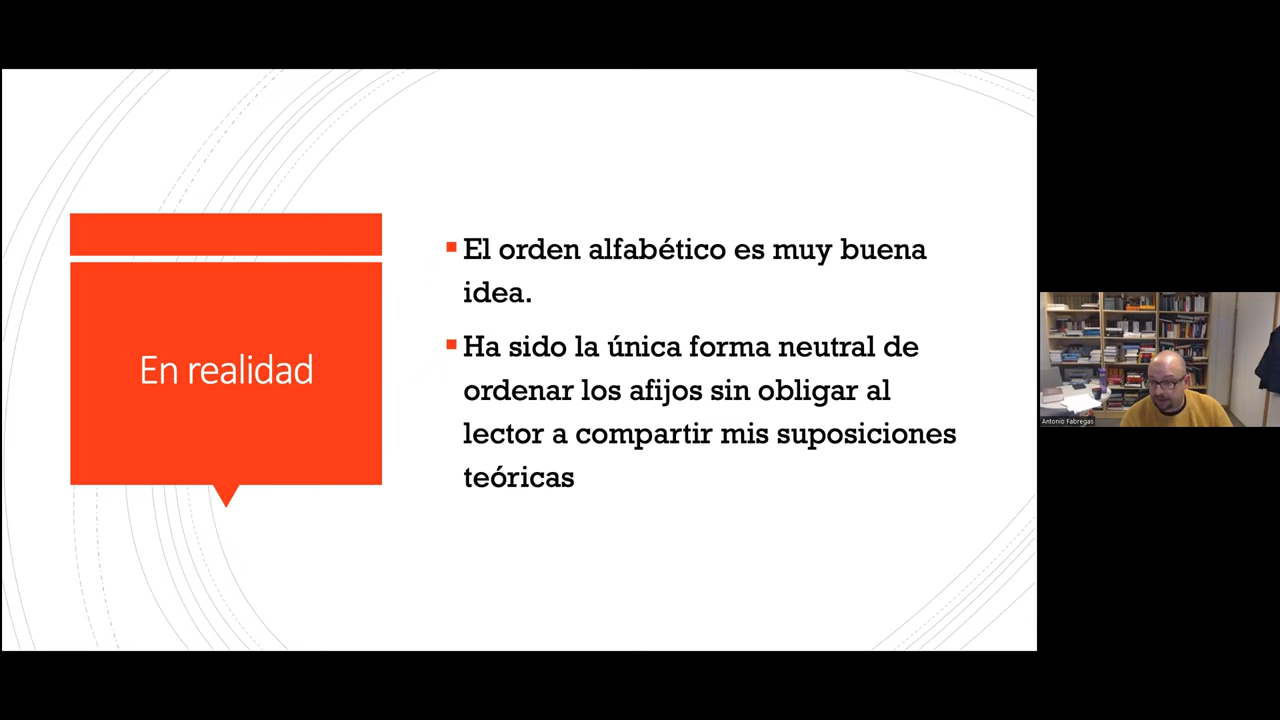 En realidad
El orden alfabético es muy buena
idea.
Ha sido la única forma neutral de
ordenar los afijos sin obligar al
lector a compartir mis suposiciones
teóricas
Antonio Fabregas